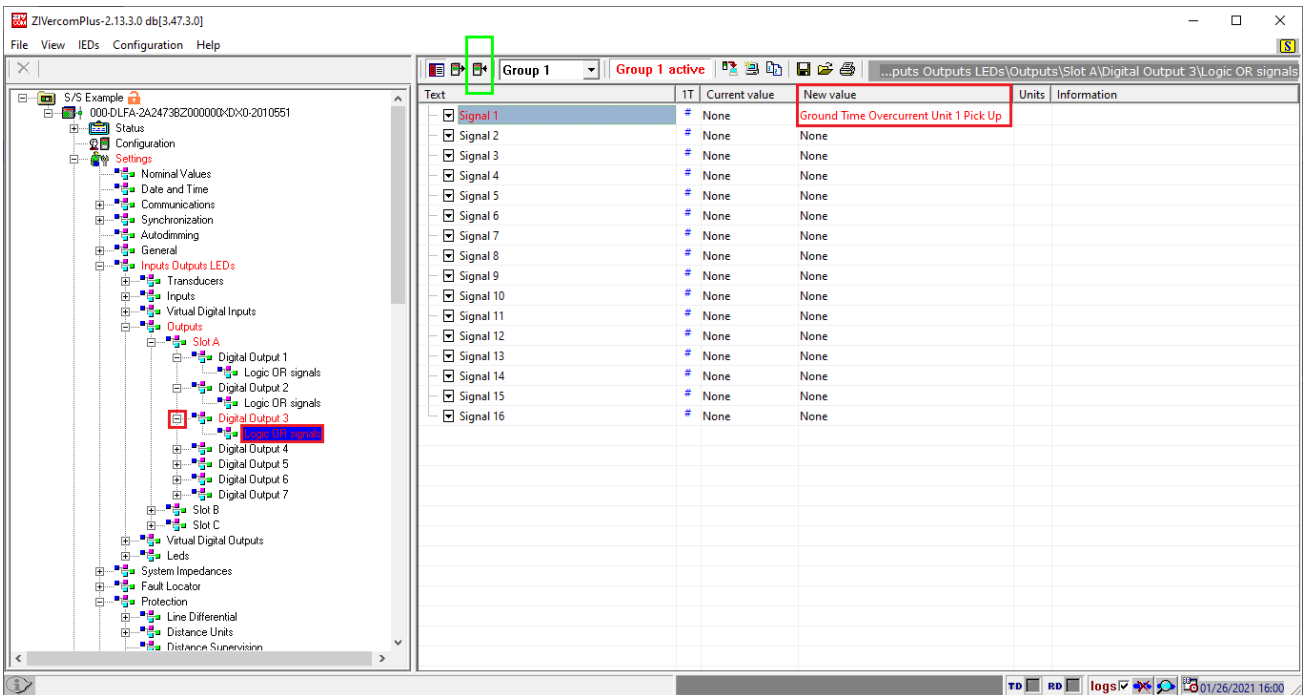 ZIVercomPlus-2.13.3.0 db[3.47.3.0]
File View IEDs Configuration Help
S
Group 1
Group 1 active
...puts Outputs LEDs\Outputs\Slot A\Digital Output 3\Logic OR signals
S/S Example
000-DLFA-2A2473BZ000000XDX0-2010551
Status
Configuration
Settings
Nominal Values
Date and Time
Communications
Synchronization
Autodimming
General
Inputs Outputs LEDs
Transducers
Inputs
Virtual Digital Inputs
Outputs
Slot A
Digital Output 1
Logic OR signals
Digital Output 2
Logic OR signals
Digital Output 3
Logic OR signals
Digital Output 4
Digital Output 5
Digital Output 6
Digital Output 7
Slot B
Slot C
Virtual Digital Outputs
Leds
System Impedances
Fault Locator
Protection
Line Differential
Distance Units
Distance Supervision
Text 1T Current value New value Units Information
Signal 1 # None Ground Time Overcurrent Unit 1 Pick Up
Signal 2 # None None
Signal 3 # None None
Signal 4 # None None
Signal 5 # None None
Signal 6 # None None
Signal 7 # None None
Signal 8 # None None
Signal 9 # None None
Signal 10 # None None
Signal 11 # None None
Signal 12 # None None
Signal 13 # None None
Signal 14 # None None
Signal 15 # None None
Signal 16 # None None
TD RD logs 01/26/2021 16:00